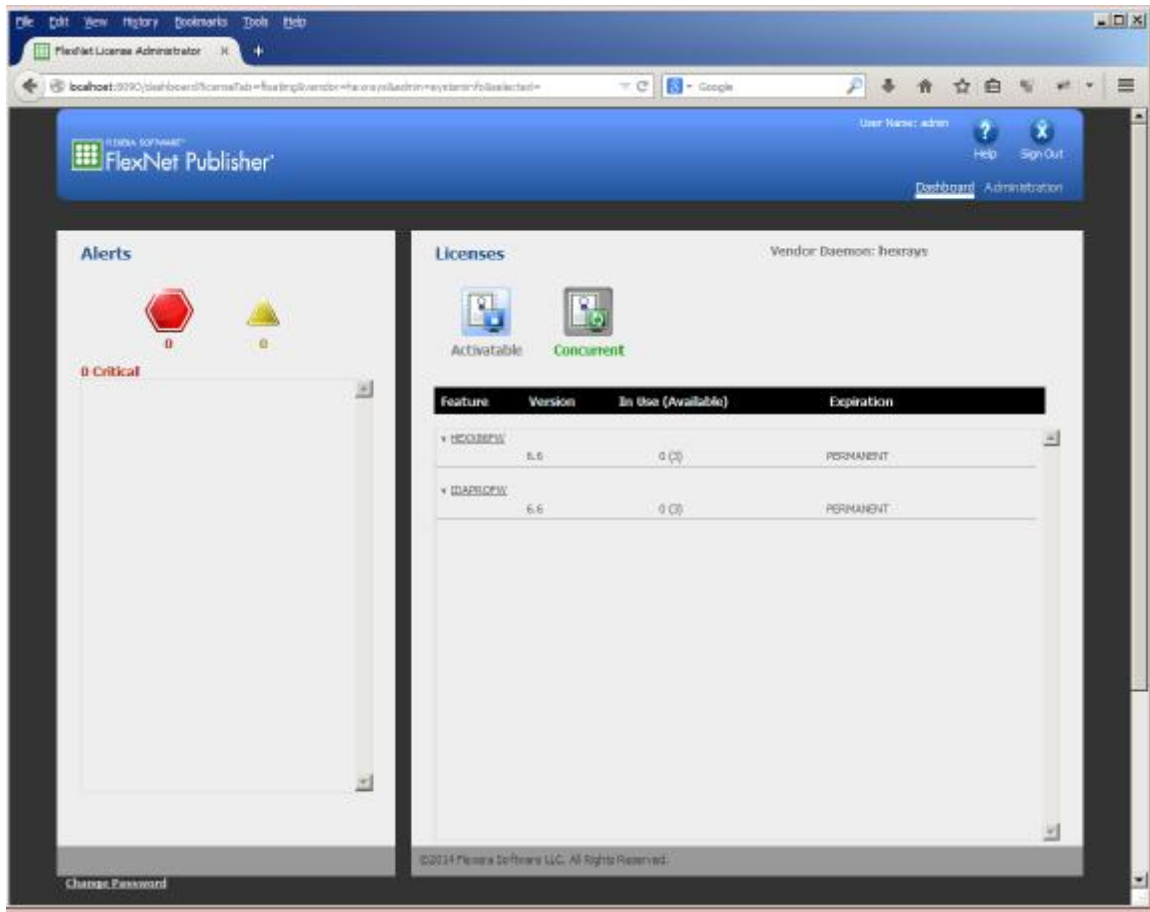 File Edit View History Bookmarks Tools Help
FlexNet License Administrator
+
Google
User Name: admin
Help
Sign Out
FLEXERA SOFTWARE
FlexNet Publisher
Dashboard Administration
Alerts
0
0
0 Critical
Licenses
Vendor Daemon: hexrays
Activatable
Concurrent
Feature Version In Use (Available) Expiration
HEXX86FW
6.6 0 (3) PERMANENT
IDAPROFW
6.6 0 (3) PERMANENT
©2014 Flexera Software LLC. All Rights Reserved.
Change Password